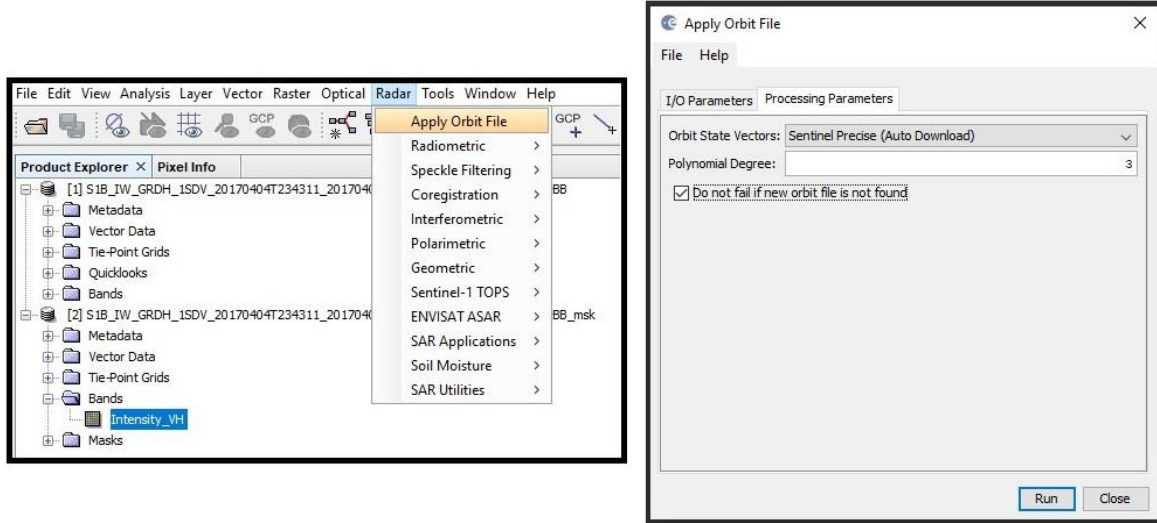 File Edit View Analysis Layer Vector Raster Optical Radar Tools Window Help
GCP
GCP
Apply Orbit File
Radiometric
Speckle Filtering
Coregistration
Interferometric
Polarimetric
Geometric
Sentinel-1 TOPS
ENVISAT ASAR
SAR Applications
Soil Moisture
SAR Utilities
Product Explorer Pixel Info
[1] S1B_IW_GRDH_1SDV_20170404T234311_201704 BB
Metadata
Vector Data
Tie-Point Grids
Quicklooks
Bands
[2] S1B_IW_GRDH_1SDV_20170404T234311_201704 BB_msk
Metadata
Vector Data
Tie-Point Grids
Bands
Intensity_VH
Masks
Apply Orbit File
File Help
I/O Parameters Processing Parameters
Orbit State Vectors: Sentinel Precise (Auto Download)
Polynomial Degree: 3
Do not fail if new orbit file is not found
Run Close